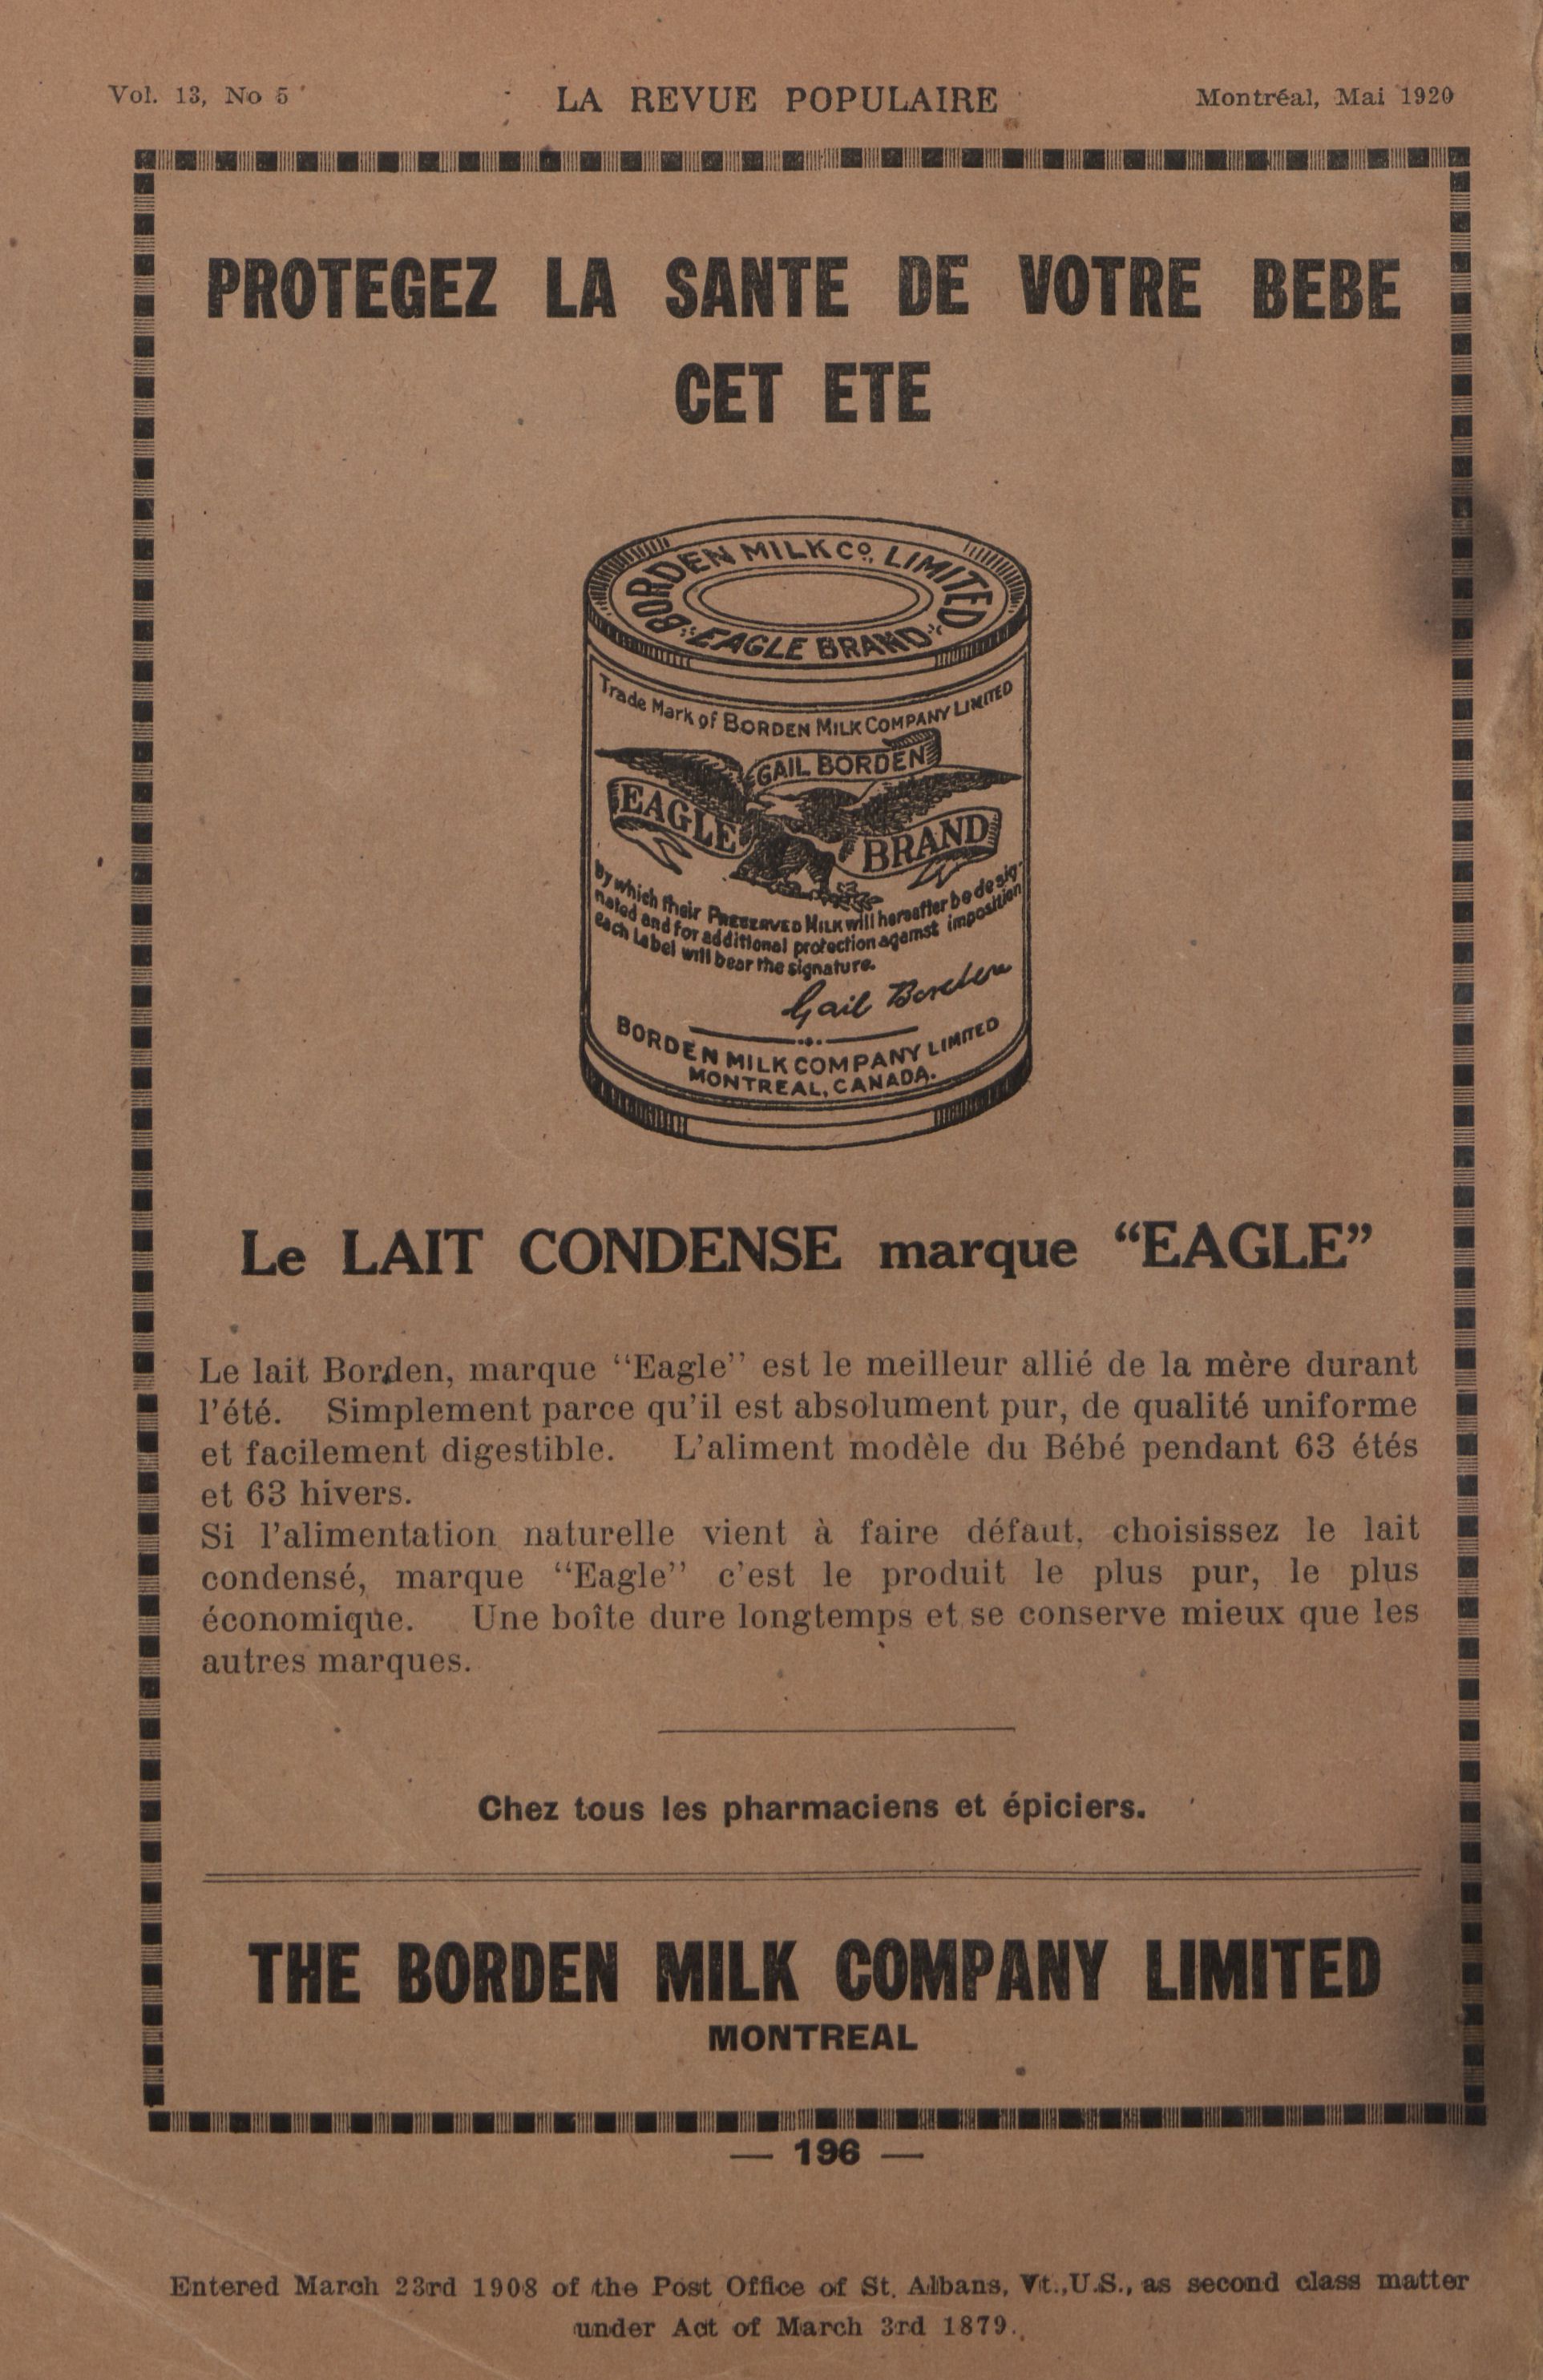 Vol. 13, No 5
LA REVUE POPULAIRE
Montréal, Mai 1920
PROTEGEZ LA SANTE DE VOTRE BEBE
CET ETE
BORDEN MILK Co. LIMITED
EAGLE BRAND
Trade Mark of BORDEN MILK COMPANY LIMITED
GAIL BORDEN
EAGLE BRAND
by which their PRESERVED MILK will hereafter be desig-
nated and for additional protection against imposition
each Label will bear the signature.
Gail Borden
BORDEN MILK COMPANY LIMITED
MONTREAL, CANADA.
Le LAIT CONDENSE marque “EAGLE”
Le lait Borden, marque “Eagle” est le meilleur allié de la mère durant
l’été. Simplement parce qu’il est absolument pur, de qualité uniforme
et facilement digestible. L’aliment modèle du Bébé pendant 63 étés
et 63 hivers.
Si l’alimentation naturelle vient à faire défaut, choisissez le lait
condensé, marque “Eagle” c’est le produit le plus pur, le plus
économique. Une boîte dure longtemps et se conserve mieux que les
autres marques.
Chez tous les pharmaciens et épiciers.
THE BORDEN MILK COMPANY LIMITED
MONTREAL
— 196 —
Entered March 23rd 1908 of the Post Office of St. Albans, Vt.,U.S., as second class matter
under Act of March 3rd 1879.